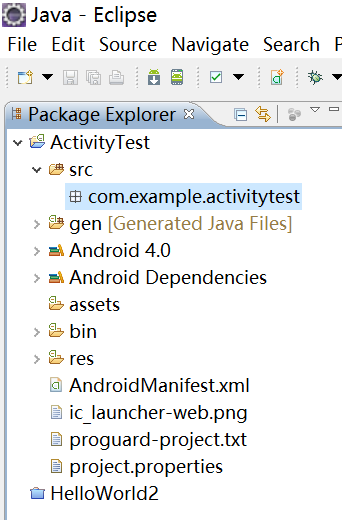 Java - Eclipse
File Edit Source Navigate Search P
Package Explorer
ActivityTest
src
com.example.activitytest
gen [Generated Java Files]
Android 4.0
Android Dependencies
assets
bin
res
AndroidManifest.xml
ic_launcher-web.png
proguard-project.txt
project.properties
HelloWorld2